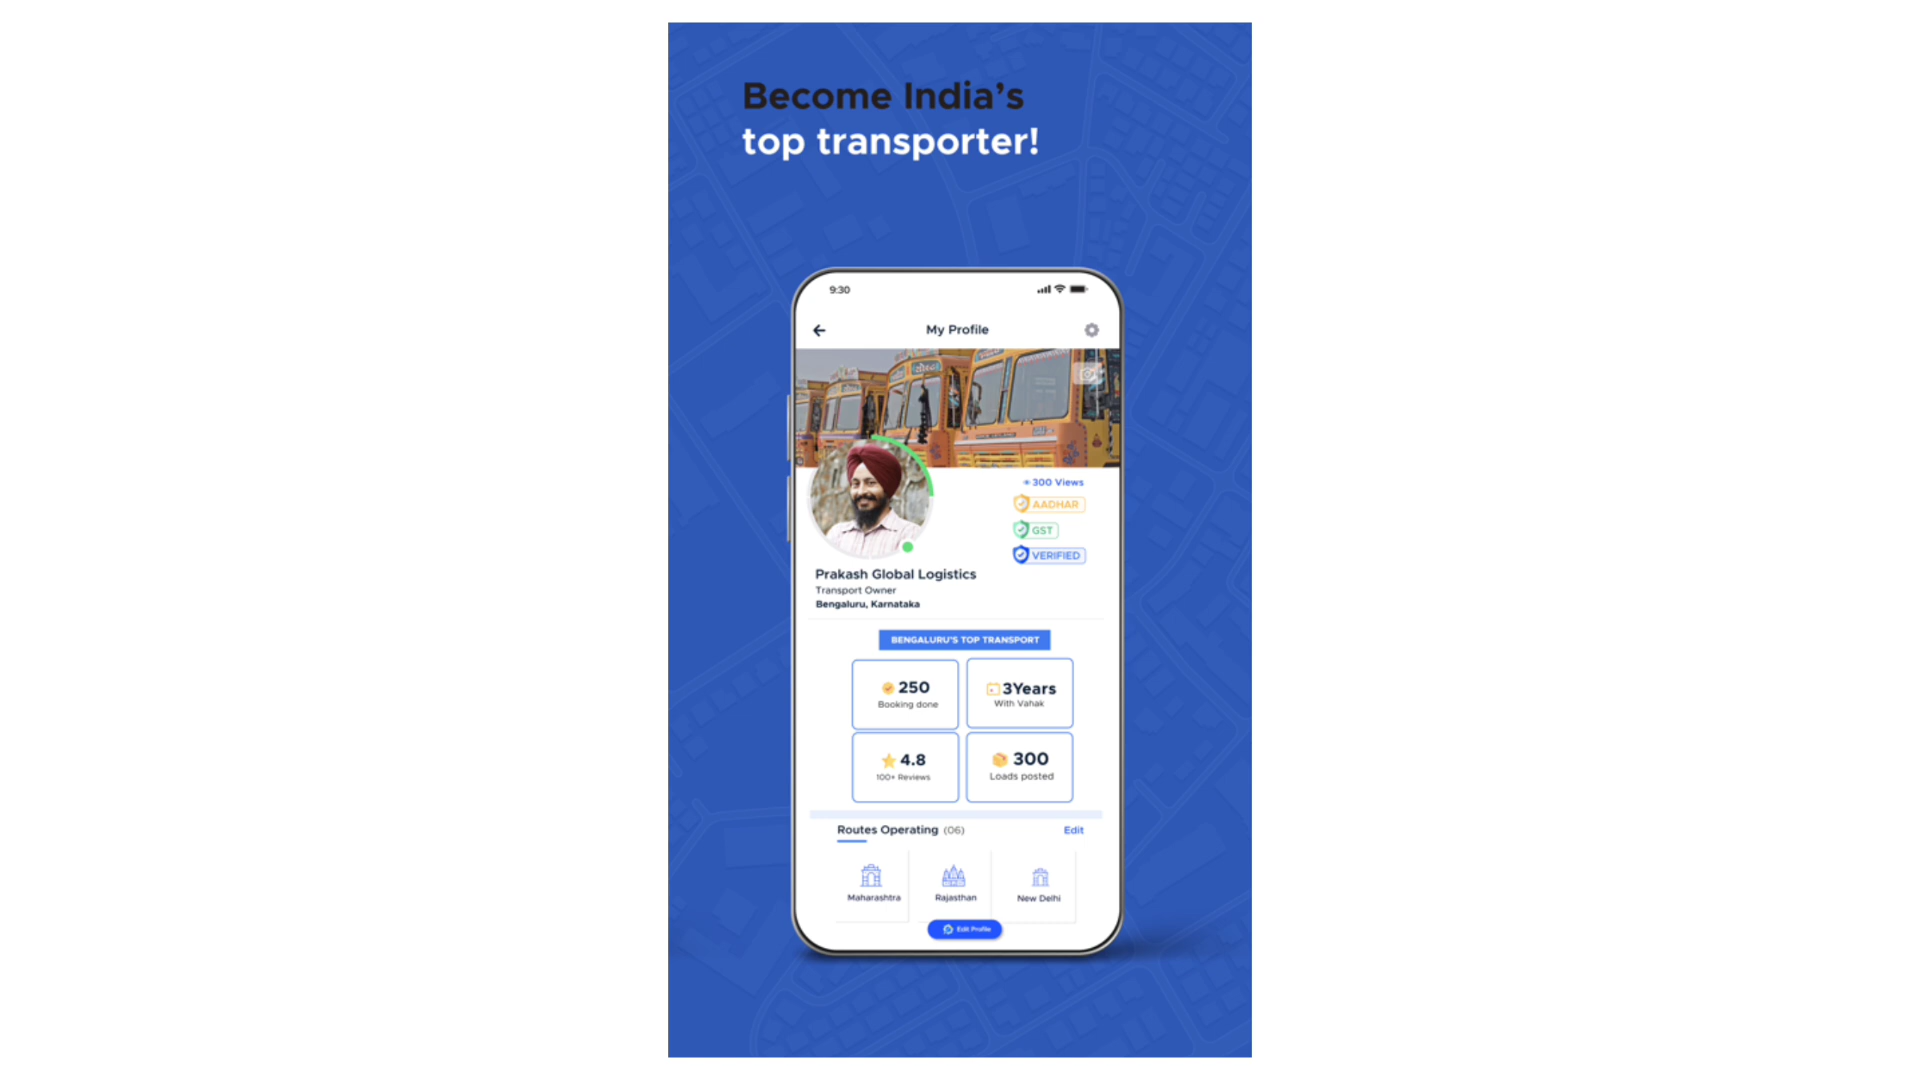 Become India’s
top transporter!
9:30
My Profile
300 Views
AADHAR
GST
VERIFIED
Prakash Global Logistics
Transport Owner
Bengaluru, Karnataka
BENGALURU'S TOP TRANSPORT
250
Booking done
3Years
With Vahak
4.8
100+ Reviews
300
Loads posted
Routes Operating (06)
Edit
Maharashtra
Rajasthan
New Delhi
Edit Profile